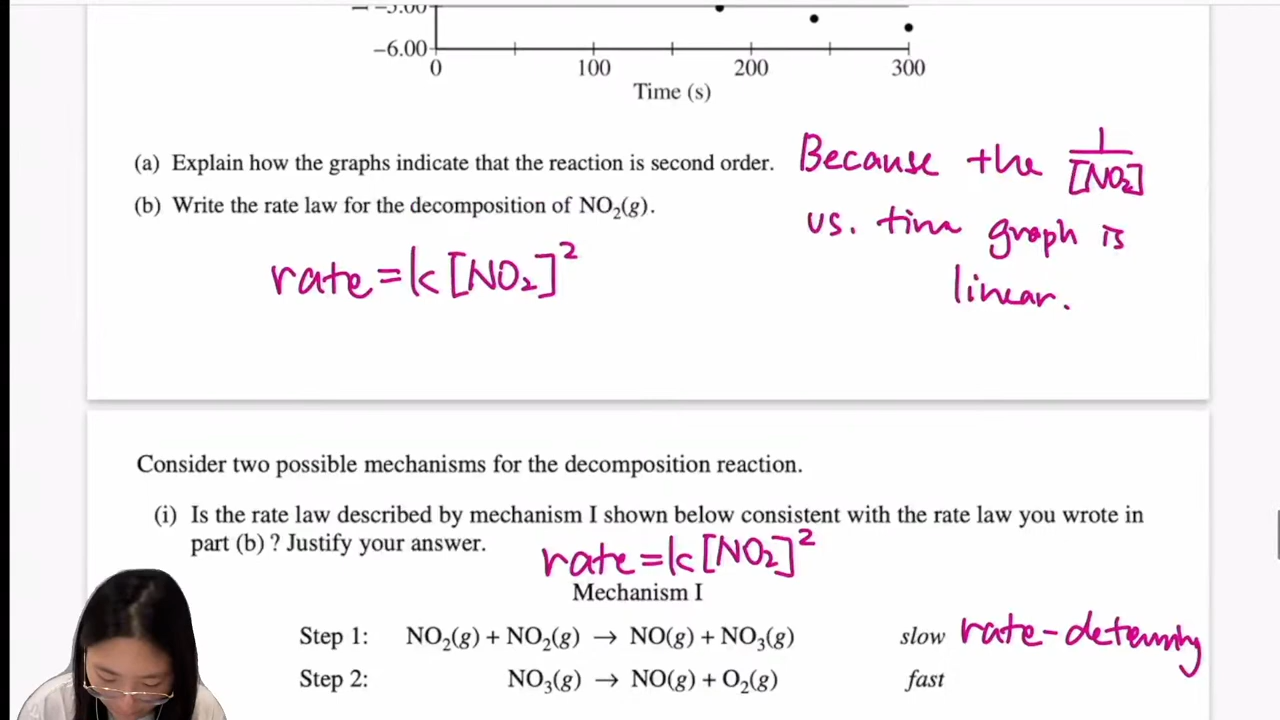 −5.00
−6.00
0 100 200 300
Time (s)
(a) Explain how the graphs indicate that the reaction is second order.
Because the 1/[NO₂]
vs. time graph is
linear.
(b) Write the rate law for the decomposition of NO₂(g).
rate = k[NO₂]²
Consider two possible mechanisms for the decomposition reaction.
(i) Is the rate law described by mechanism I shown below consistent with the rate law you wrote in
part (b) ? Justify your answer.
rate = k[NO₂]²
Mechanism I
Step 1: NO₂(g) + NO₂(g) → NO(g) + NO₃(g) slow rate-determing
Step 2: NO₃(g) → NO(g) + O₂(g) fast